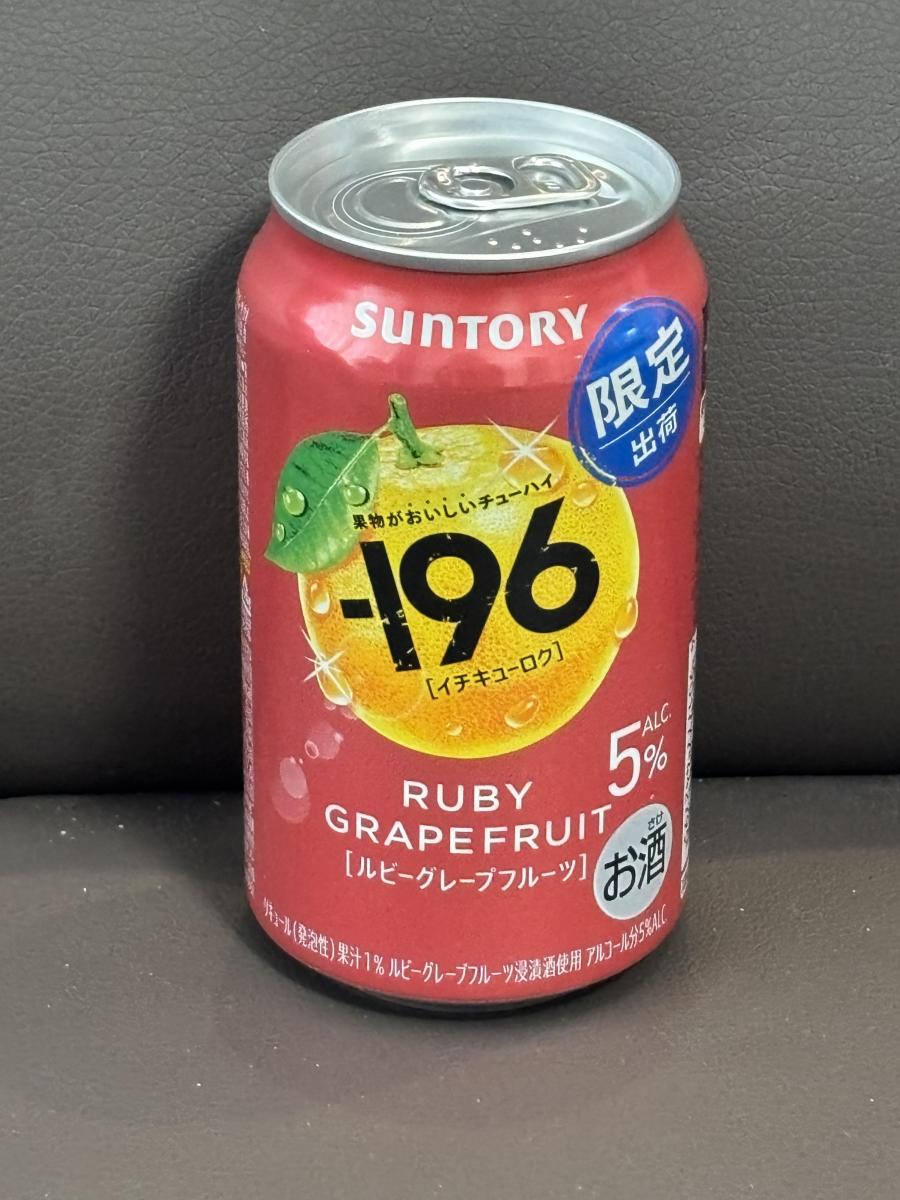 SUNTORY
限定
出荷
果物がおいしいチューハイ
-196
[イチキューロク]
ALC.
5%
RUBY
GRAPEFRUIT
[ルビーグレープフルーツ]
さけ
お酒
リキュール(発泡性) 果汁1% ルビーグレープフルーツ浸漬酒使用 アルコール分5%ALC.